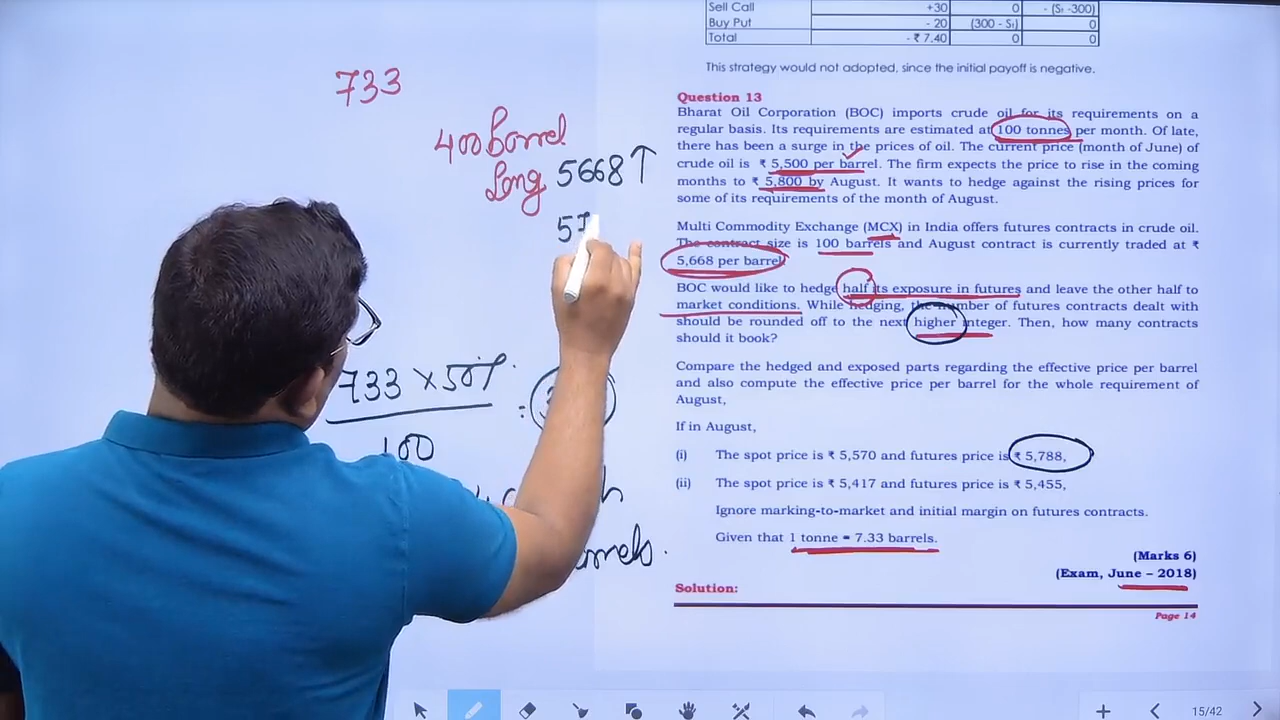 Sell Call +30 0 - (St -300)
Buy Put - 20 (300 - St) 0
Total - ₹ 7.40 0 0
This strategy would not adopted, since the initial payoff is negative.
Question 13
Bharat Oil Corporation (BOC) imports crude oil for its requirements on a
regular basis. Its requirements are estimated at 100 tonnes per month. Of late,
there has been a surge in the prices of oil. The current price (month of June) of
crude oil is ₹ 5,500 per barrel. The firm expects the price to rise in the coming
months to ₹ 5,800 by August. It wants to hedge against the rising prices for
some of its requirements of the month of August.
Multi Commodity Exchange (MCX) in India offers futures contracts in crude oil.
The contract size is 100 barrels and August contract is currently traded at ₹
5,668 per barrel
BOC would like to hedge half its exposure in futures and leave the other half to
market conditions. While hedging, the number of futures contracts dealt with
should be rounded off to the next higher integer. Then, how many contracts
should it book?
Compare the hedged and exposed parts regarding the effective price per barrel
and also compute the effective price per barrel for the whole requirement of
August,
If in August,
(i) The spot price is ₹ 5,570 and futures price is ₹ 5,788,
(ii) The spot price is ₹ 5,417 and futures price is ₹ 5,455,
Ignore marking-to-market and initial margin on futures contracts.
Given that 1 tonne = 7.33 barrels.
(Marks 6)
(Exam, June – 2018)
Solution:
Page 14
733
400 Barrel
Long 5668 ↑
733 × 50%
100
15/42